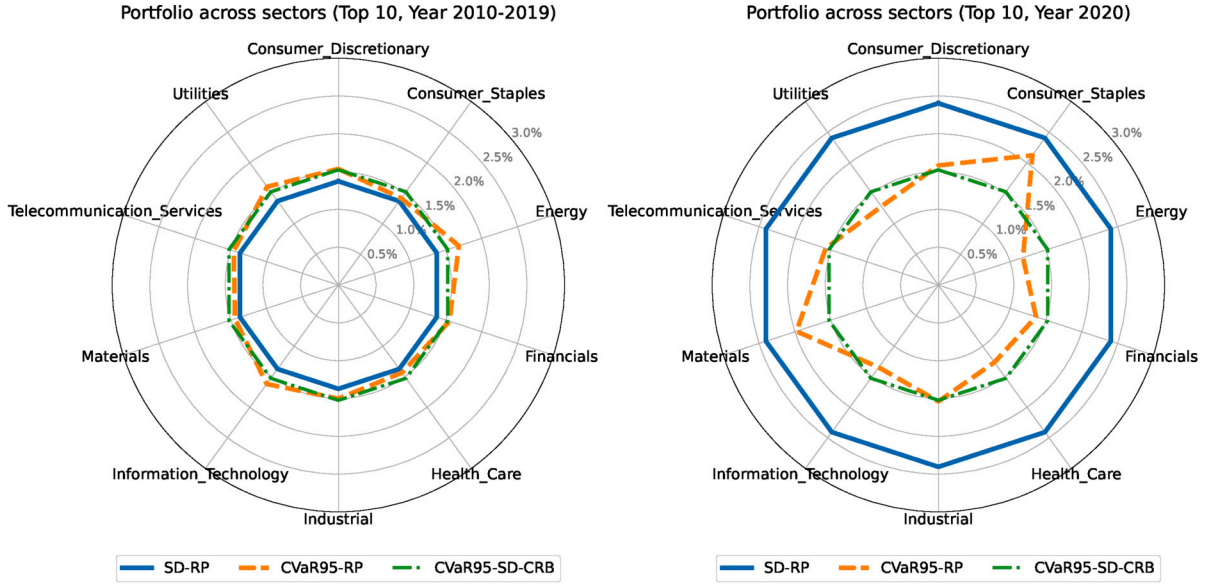 Portfolio across sectors (Top 10, Year 2010-2019)
Consumer_Discretionary
Utilities
Consumer_Staples
3.0%
2.5%
2.0%
1.5%
1.0%
0.5%
Telecommunication_Services
Energy
Materials
Financials
Information_Technology
Health_Care
Industrial
SD-RP
CVaR95-RP
CVaR95-SD-CRB
Portfolio across sectors (Top 10, Year 2020)
Consumer_Discretionary
Utilities
Consumer_Staples
3.0%
2.5%
2.0%
1.5%
1.0%
0.5%
Telecommunication_Services
Energy
Materials
Financials
Information_Technology
Health_Care
Industrial
SD-RP
CVaR95-RP
CVaR95-SD-CRB